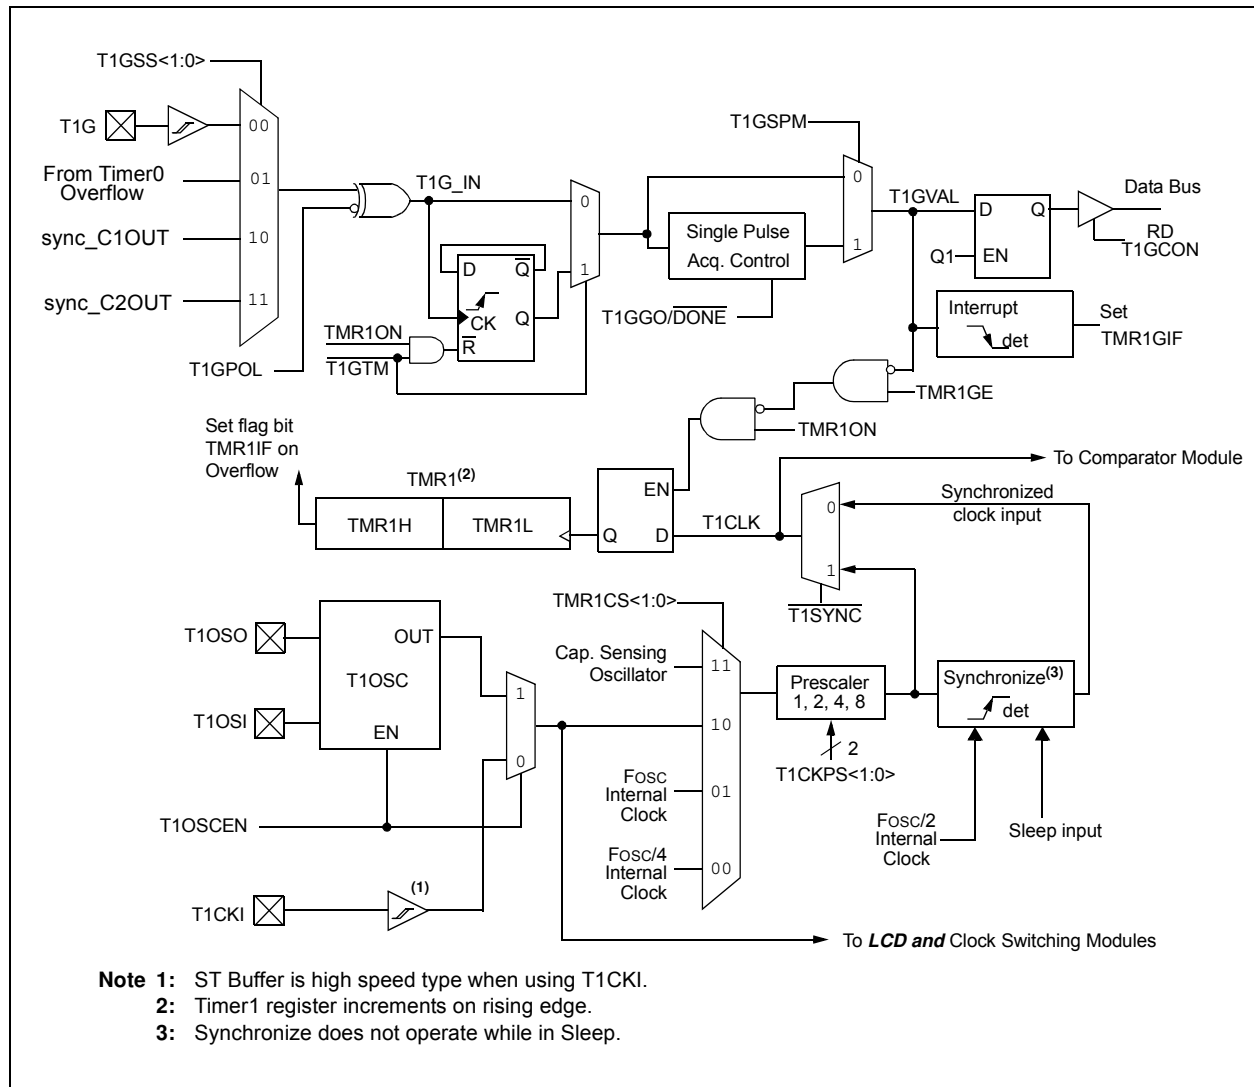 T1GSS<1:0>
T1G
00
From Timer0
Overflow
01
sync_C1OUT
10
sync_C2OUT
11
T1GPOL
T1G_IN
0
1
D
Q
CK
Q
R
TMR1ON
T1GTM
T1GSPM
0
1
Single Pulse
Acq. Control
T1GGO/DONE
T1GVAL
D
Q
Q1
EN
Data Bus
RD
T1GCON
Interrupt
det
Set
TMR1GIF
TMR1GE
TMR1ON
Set flag bit
TMR1IF on
Overflow
TMR1(2)
TMR1H
TMR1L
EN
Q
D
T1CLK
To Comparator Module
Synchronized
clock input
0
1
T1SYNC
TMR1CS<1:0>
T1OSO
OUT
T1OSC
T1OSI
EN
1
0
T1OSCEN
T1CKI
(1)
Cap. Sensing
Oscillator
11
10
FOSC
Internal
Clock
01
FOSC/4
Internal
Clock
00
Prescaler
1, 2, 4, 8
2
T1CKPS<1:0>
Synchronize(3)
det
FOSC/2
Internal
Clock
Sleep input
To LCD and Clock Switching Modules
Note 1: ST Buffer is high speed type when using T1CKI.
2: Timer1 register increments on rising edge.
3: Synchronize does not operate while in Sleep.